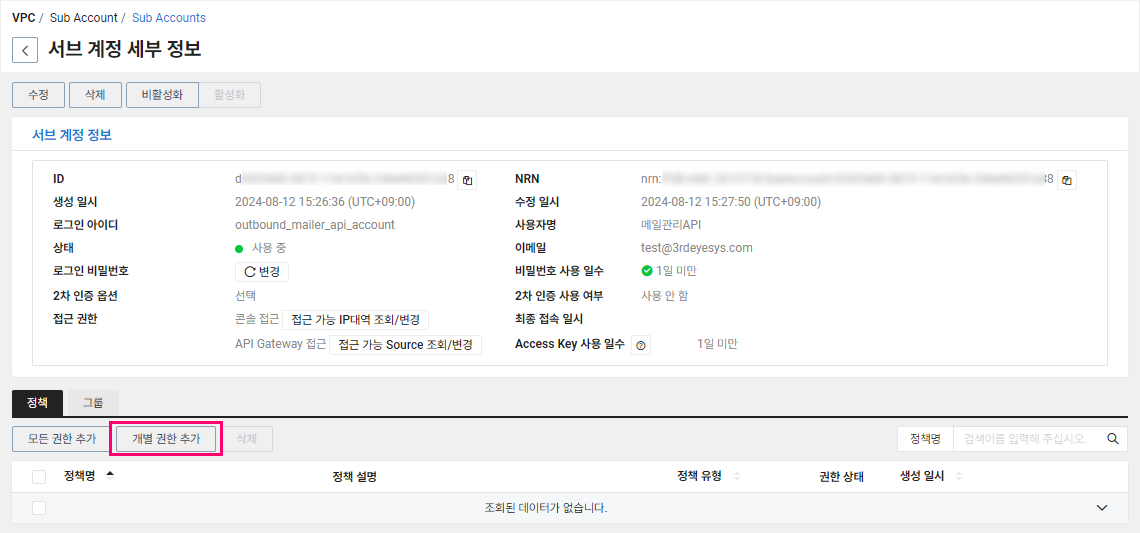 VPC / Sub Account / Sub Accounts
서브 계정 세부 정보
수정 삭제 비활성화 활성화
서브 계정 정보
ID d 8 NRN nrn: 38
생성 일시 2024-08-12 15:26:36 (UTC+09:00) 수정 일시 2024-08-12 15:27:50 (UTC+09:00)
로그인 아이디 outbound_mailer_api_account 사용자명 메일관리API
상태 사용 중 이메일 test@3rdeyesys.com
로그인 비밀번호 변경 비밀번호 사용 일수 1일 미만
2차 인증 옵션 선택 2차 인증 사용 여부 사용 안 함
접근 권한 콘솔 접근 접근 가능 IP대역 조회/변경 최종 접속 일시
API Gateway 접근 접근 가능 Source 조회/변경 Access Key 사용 일수 1일 미만
정책 그룹
모든 권한 추가 개별 권한 추가 삭제 정책명 검색어를 입력해 주십시오.
정책명 정책 설명 정책 유형 권한 상태 생성 일시
조회된 데이터가 없습니다.